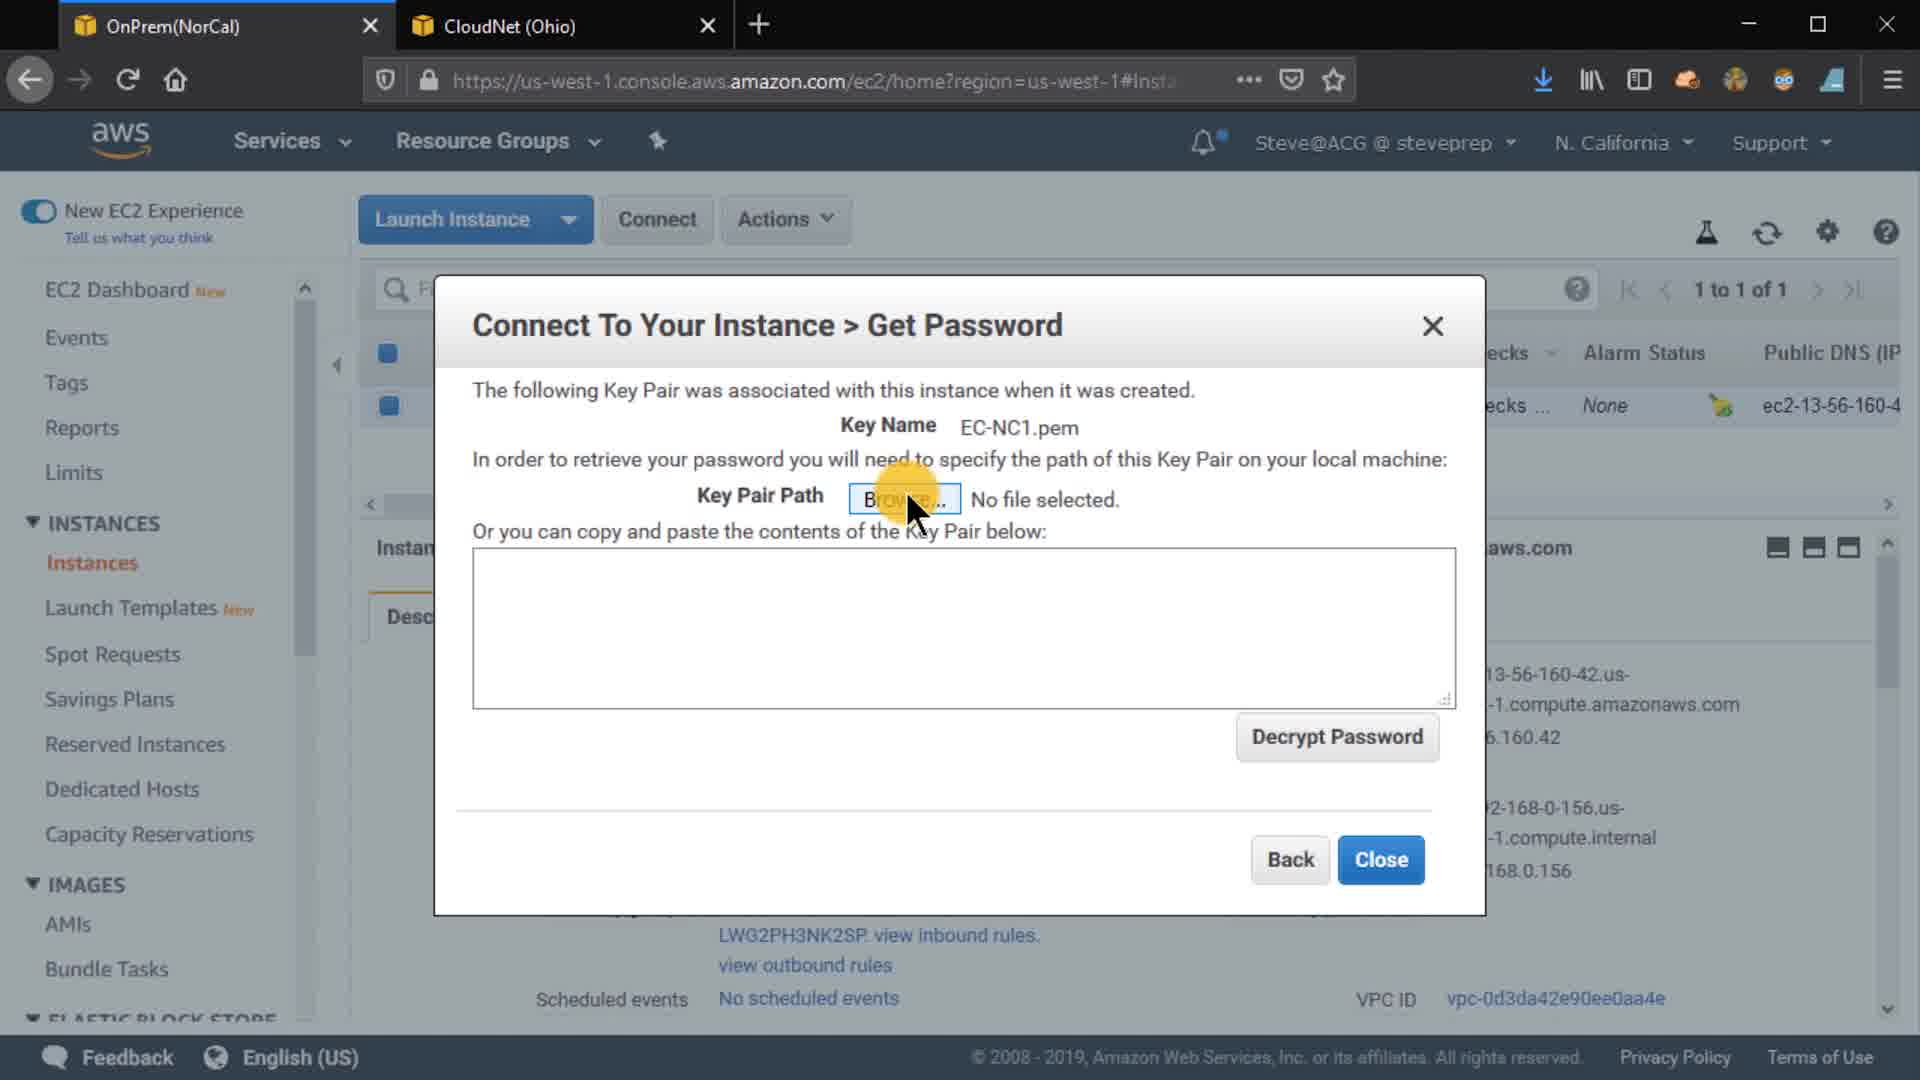 OnPrem(NorCal)
CloudNet (Ohio)
https://us-west-1.console.aws.amazon.com/ec2/home?region=us-west-1#Insta
aws
Services
Resource Groups
Steve@ACG @ steveprep
N. California
Support
New EC2 Experience
Tell us what you think
EC2 Dashboard New
Events
Tags
Reports
Limits
INSTANCES
Instances
Launch Templates New
Spot Requests
Savings Plans
Reserved Instances
Dedicated Hosts
Capacity Reservations
IMAGES
AMIs
Bundle Tasks
ELASTIC BLOCK STORE
Launch Instance
Connect
Actions
1 to 1 of 1
ecks
Alarm Status
Public DNS (IP
ecks ...
None
ec2-13-56-160-4
Connect To Your Instance > Get Password
The following Key Pair was associated with this instance when it was created.
Key Name EC-NC1.pem
In order to retrieve your password you will need to specify the path of this Key Pair on your local machine:
Key Pair Path Browse... No file selected.
Or you can copy and paste the contents of the Key Pair below:
Decrypt Password
Back
Close
Instan
aws.com
Desc
13-56-160-42.us-
-1.compute.amazonaws.com
6.160.42
2-168-0-156.us-
-1.compute.internal
168.0.156
LWG2PH3NK2SP. view inbound rules.
view outbound rules
Scheduled events
No scheduled events
VPC ID
vpc-0d3da42e90ee0aa4e
Feedback
English (US)
© 2008 - 2019, Amazon Web Services, Inc. or its affiliates. All rights reserved.
Privacy Policy
Terms of Use